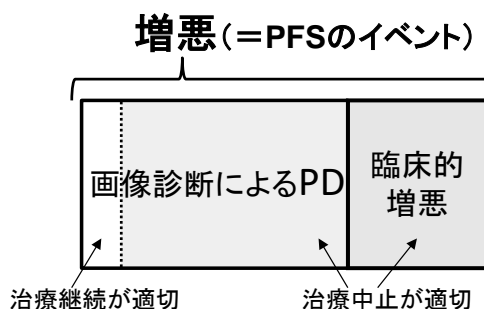 増悪（＝PFSのイベント）
画像診断によるPD
臨床的
増悪
治療継続が適切
治療中止が適切